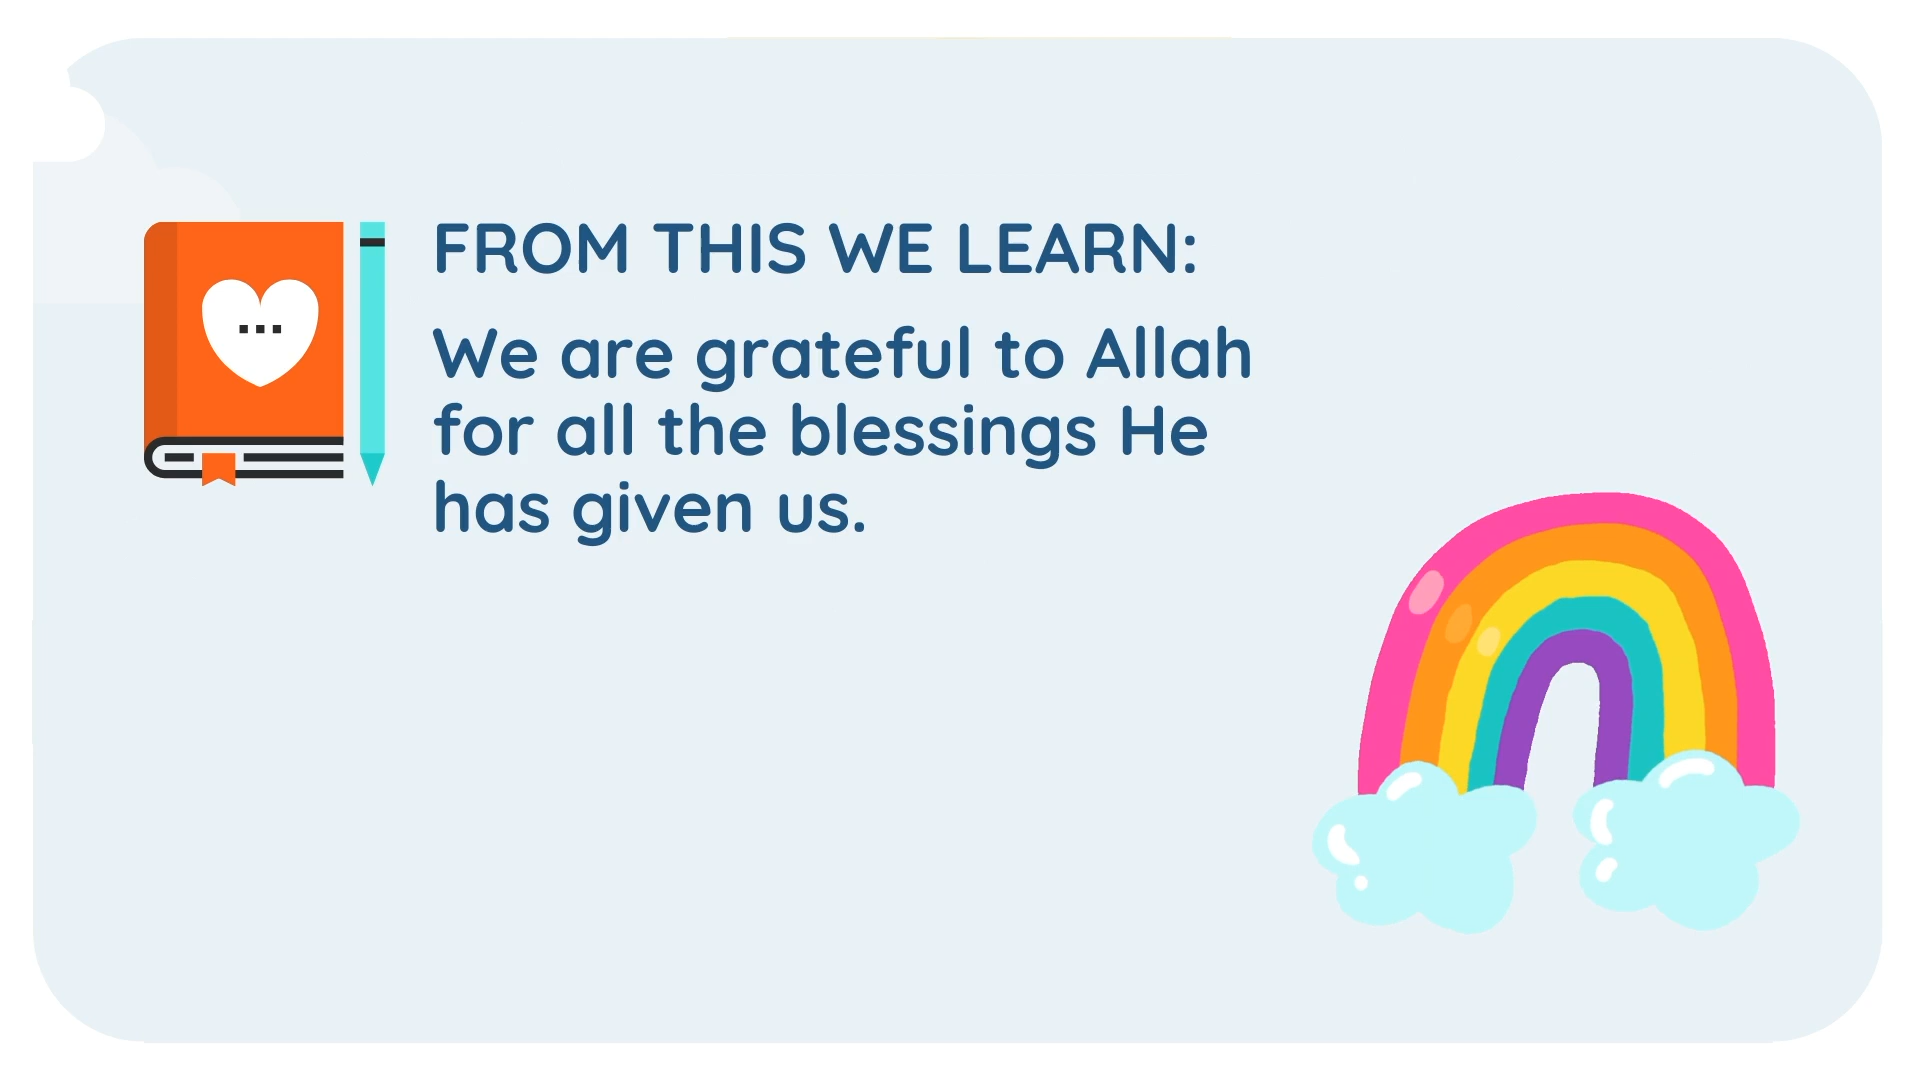 FROM THIS WE LEARN:
We are grateful to Allah
for all the blessings He
has given us.